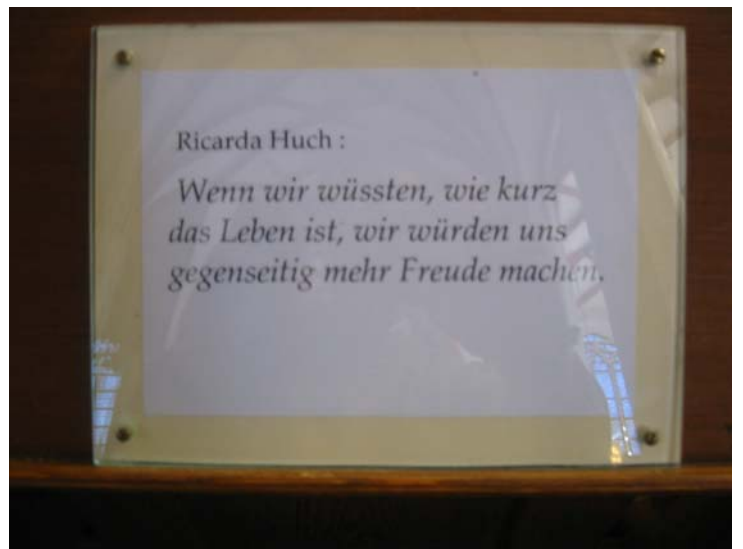 Ricarda Huch :
Wenn wir wüssten, wie kurz
das Leben ist, wir würden uns
gegenseitig mehr Freude machen.